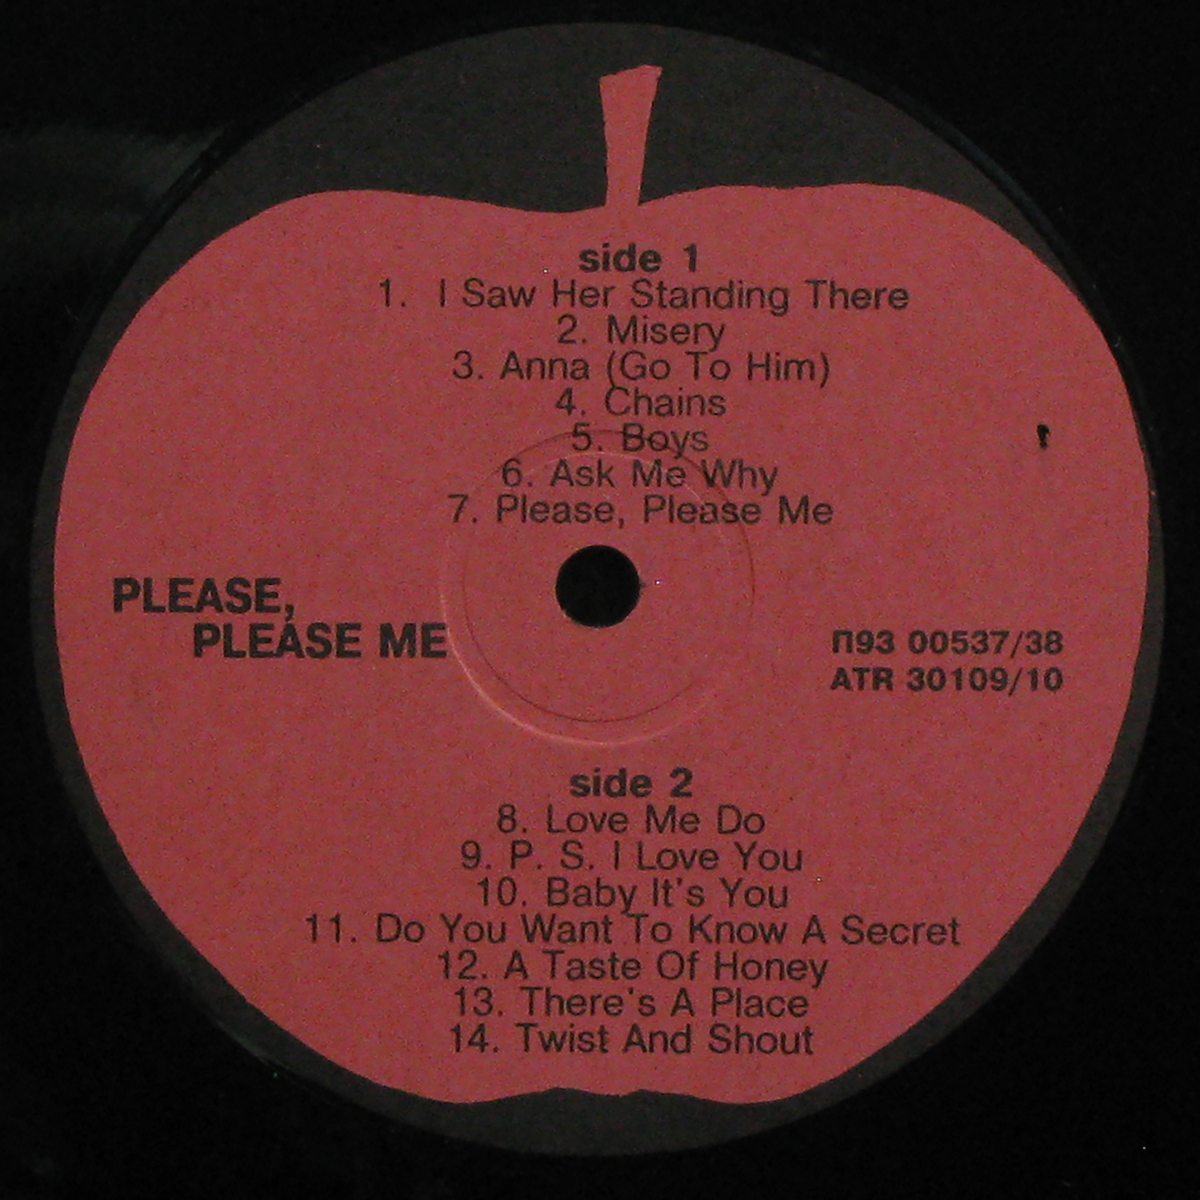 side 1
1. I Saw Her Standing There
2. Misery
3. Anna (Go To Him)
4. Chains
5. Boys
6. Ask Me Why
7. Please, Please Me
PLEASE,
PLEASE ME
П93 00537/38
ATR 30109/10
side 2
8. Love Me Do
9. P. S. I Love You
10. Baby It's You
11. Do You Want To Know A Secret
12. A Taste Of Honey
13. There's A Place
14. Twist And Shout